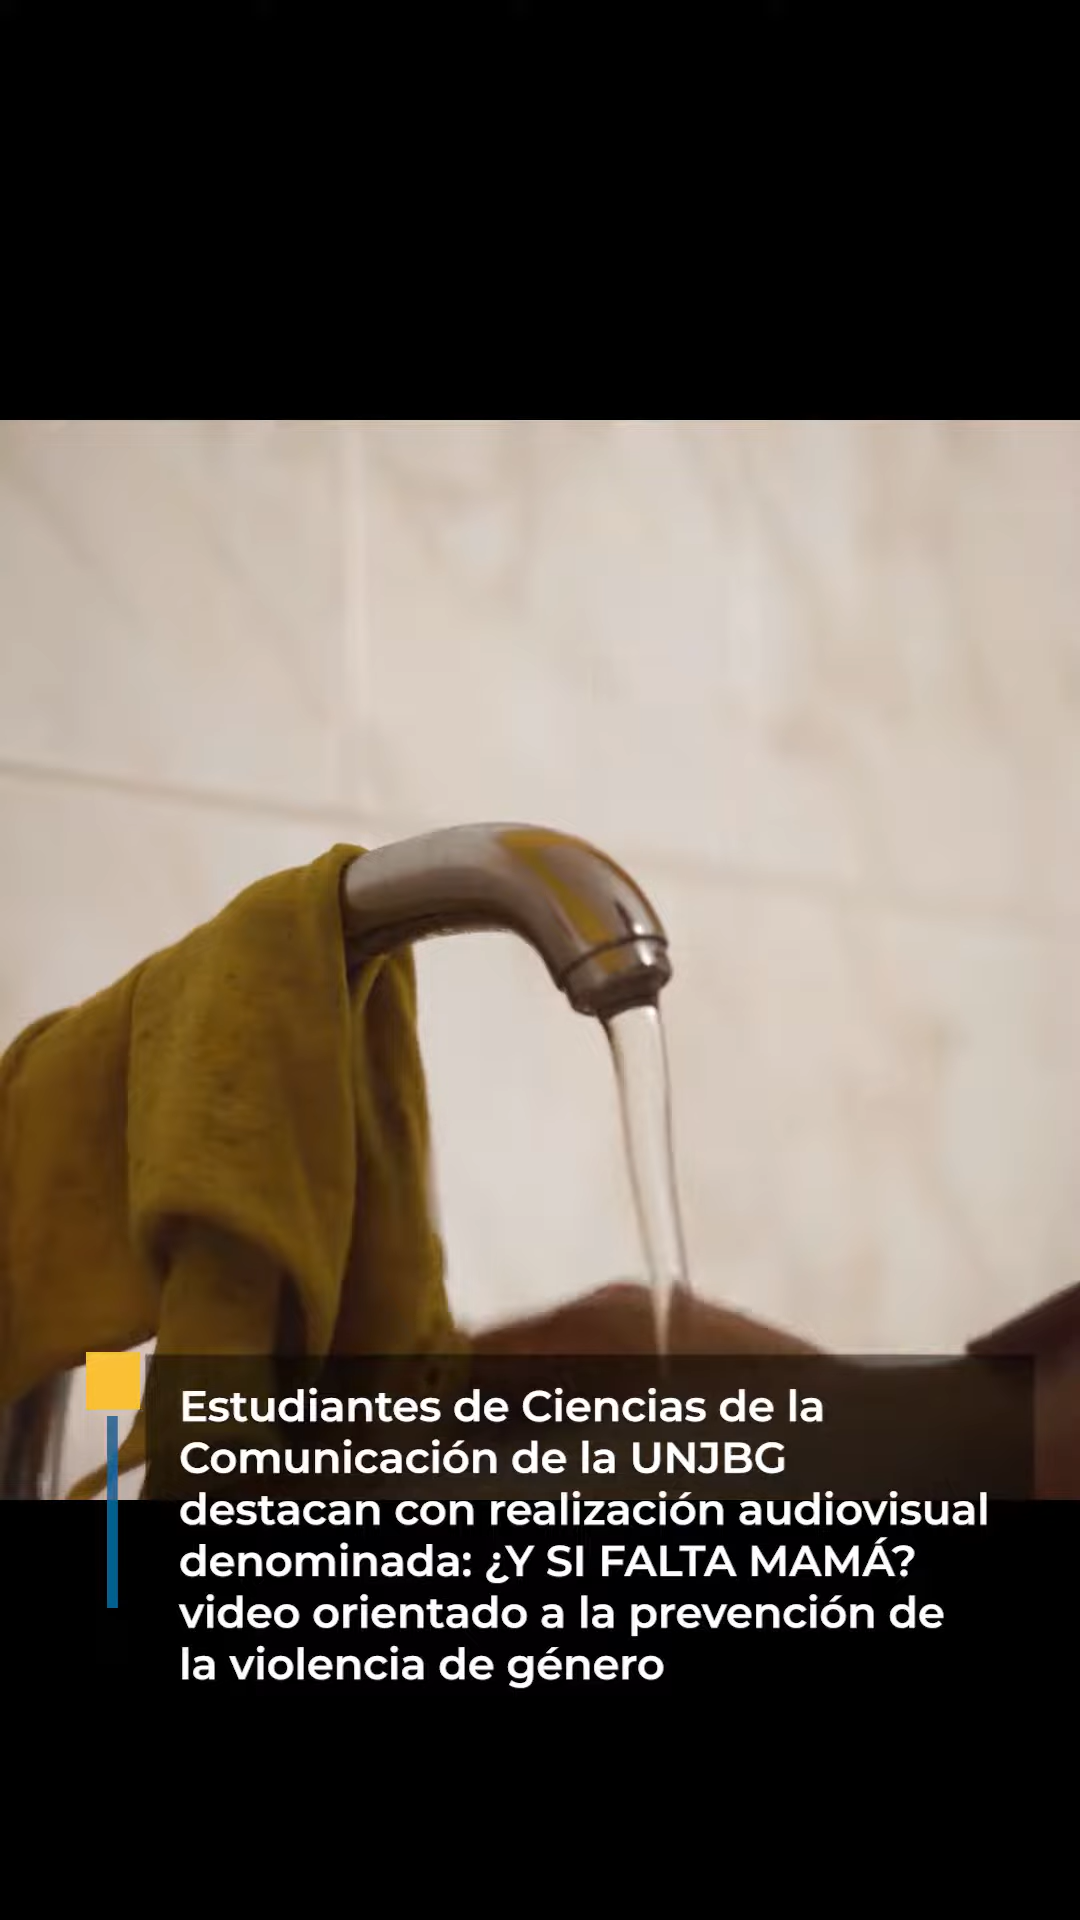 Estudiantes de Ciencias de la
Comunicación de la UNJBG
destacan con realización audiovisual
denominada: ¿Y SI FALTA MAMÁ?
video orientado a la prevención de
la violencia de género